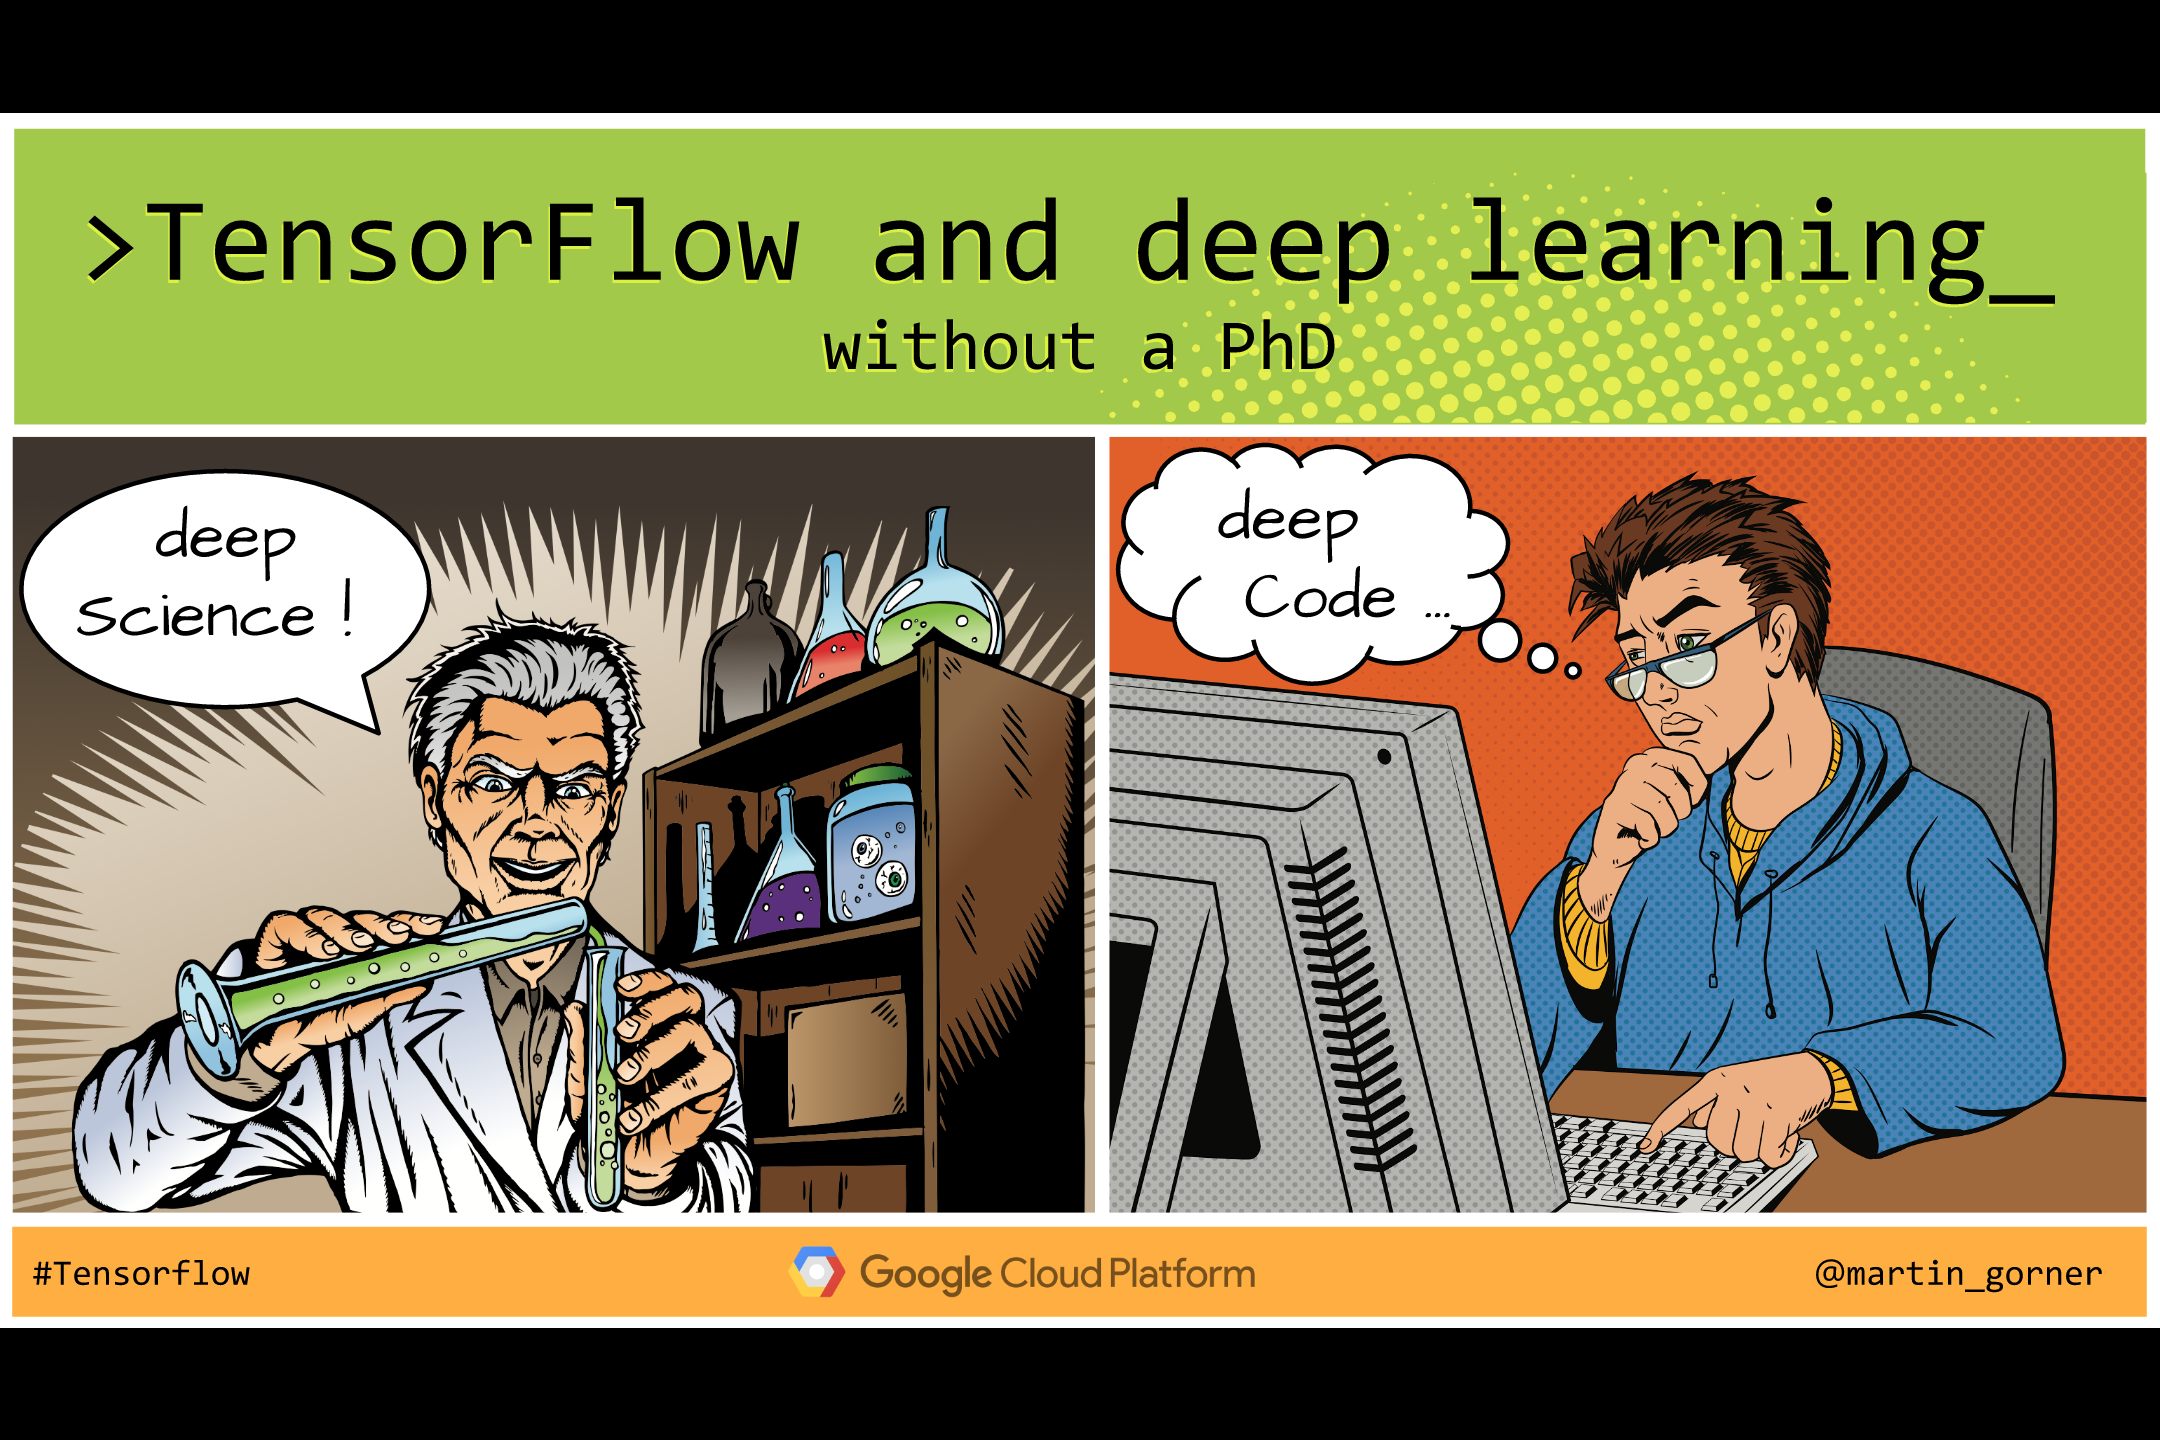 >TensorFlow and deep learning_
without a PhD
deep
Science !
deep
Code ...
#Tensorflow
Google Cloud Platform
@martin_gorner